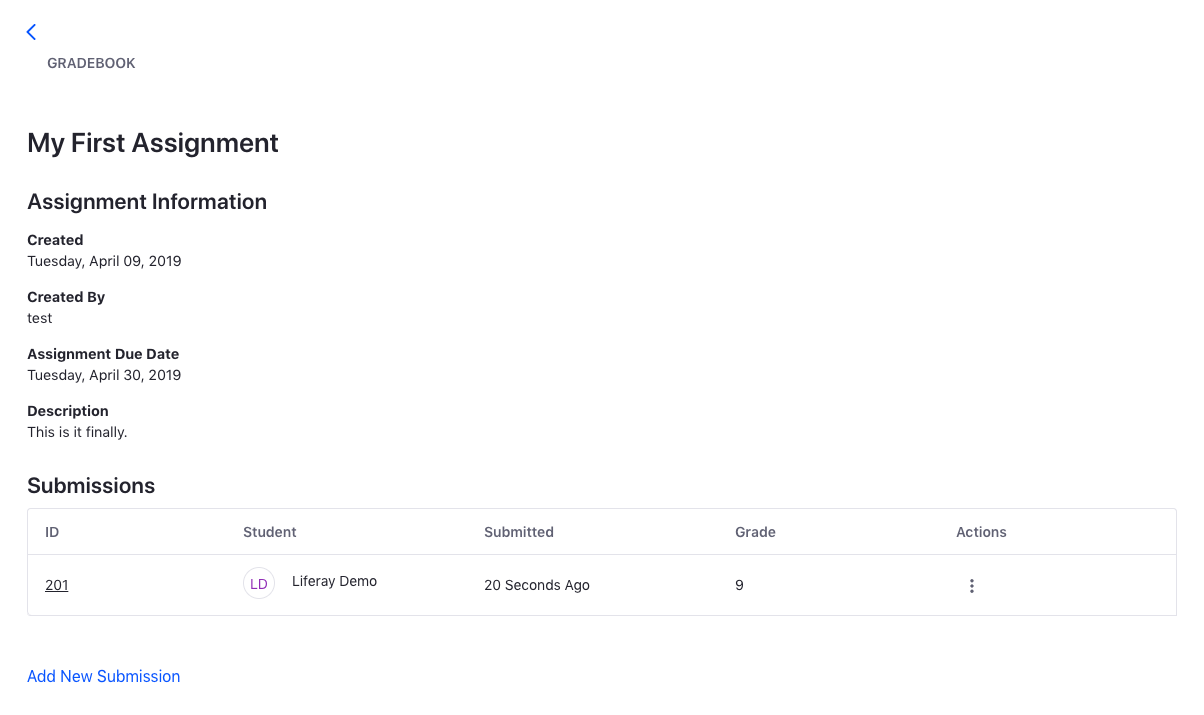 GRADEBOOK
My First Assignment
Assignment Information
Created
Tuesday, April 09, 2019
Created By
test
Assignment Due Date
Tuesday, April 30, 2019
Description
This is it finally.
Submissions
ID Student Submitted Grade Actions
201 LD Liferay Demo 20 Seconds Ago 9
Add New Submission